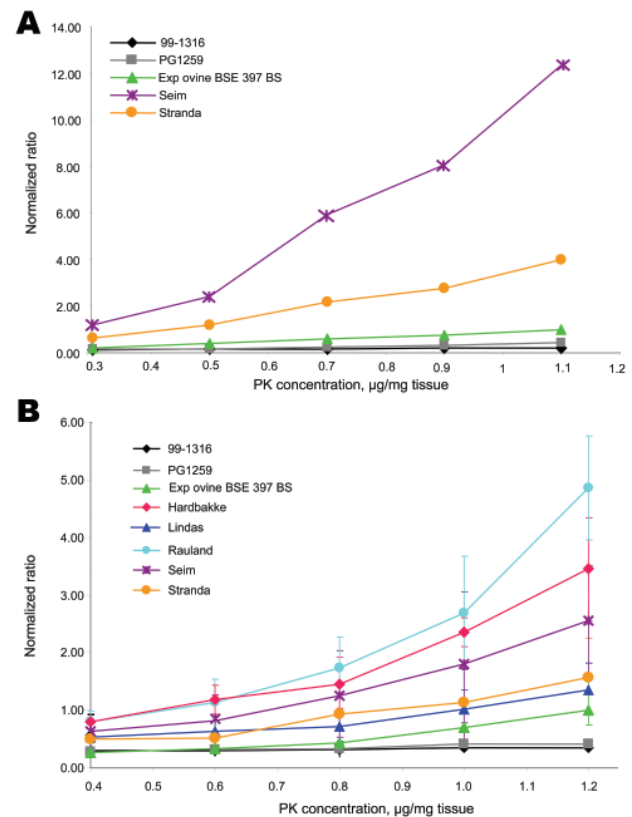 A
14.00
12.00
10.00
8.00
6.00
4.00
2.00
0.00
Normalized ratio
99-1316
PG1259
Exp ovine BSE 397 BS
Seim
Stranda
0.3 0.4 0.5 0.6 0.7 0.8 0.9 1 1.1 1.2
PK concentration, µg/mg tissue
B
6.00
5.00
4.00
3.00
2.00
1.00
0.00
Normalized ratio
99-1316
PG1259
Exp ovine BSE 397 BS
Hardbakke
Lindas
Rauland
Seim
Stranda
0.4 0.5 0.6 0.7 0.8 0.9 1.0 1.1 1.2
PK concentration, µg/mg tissue